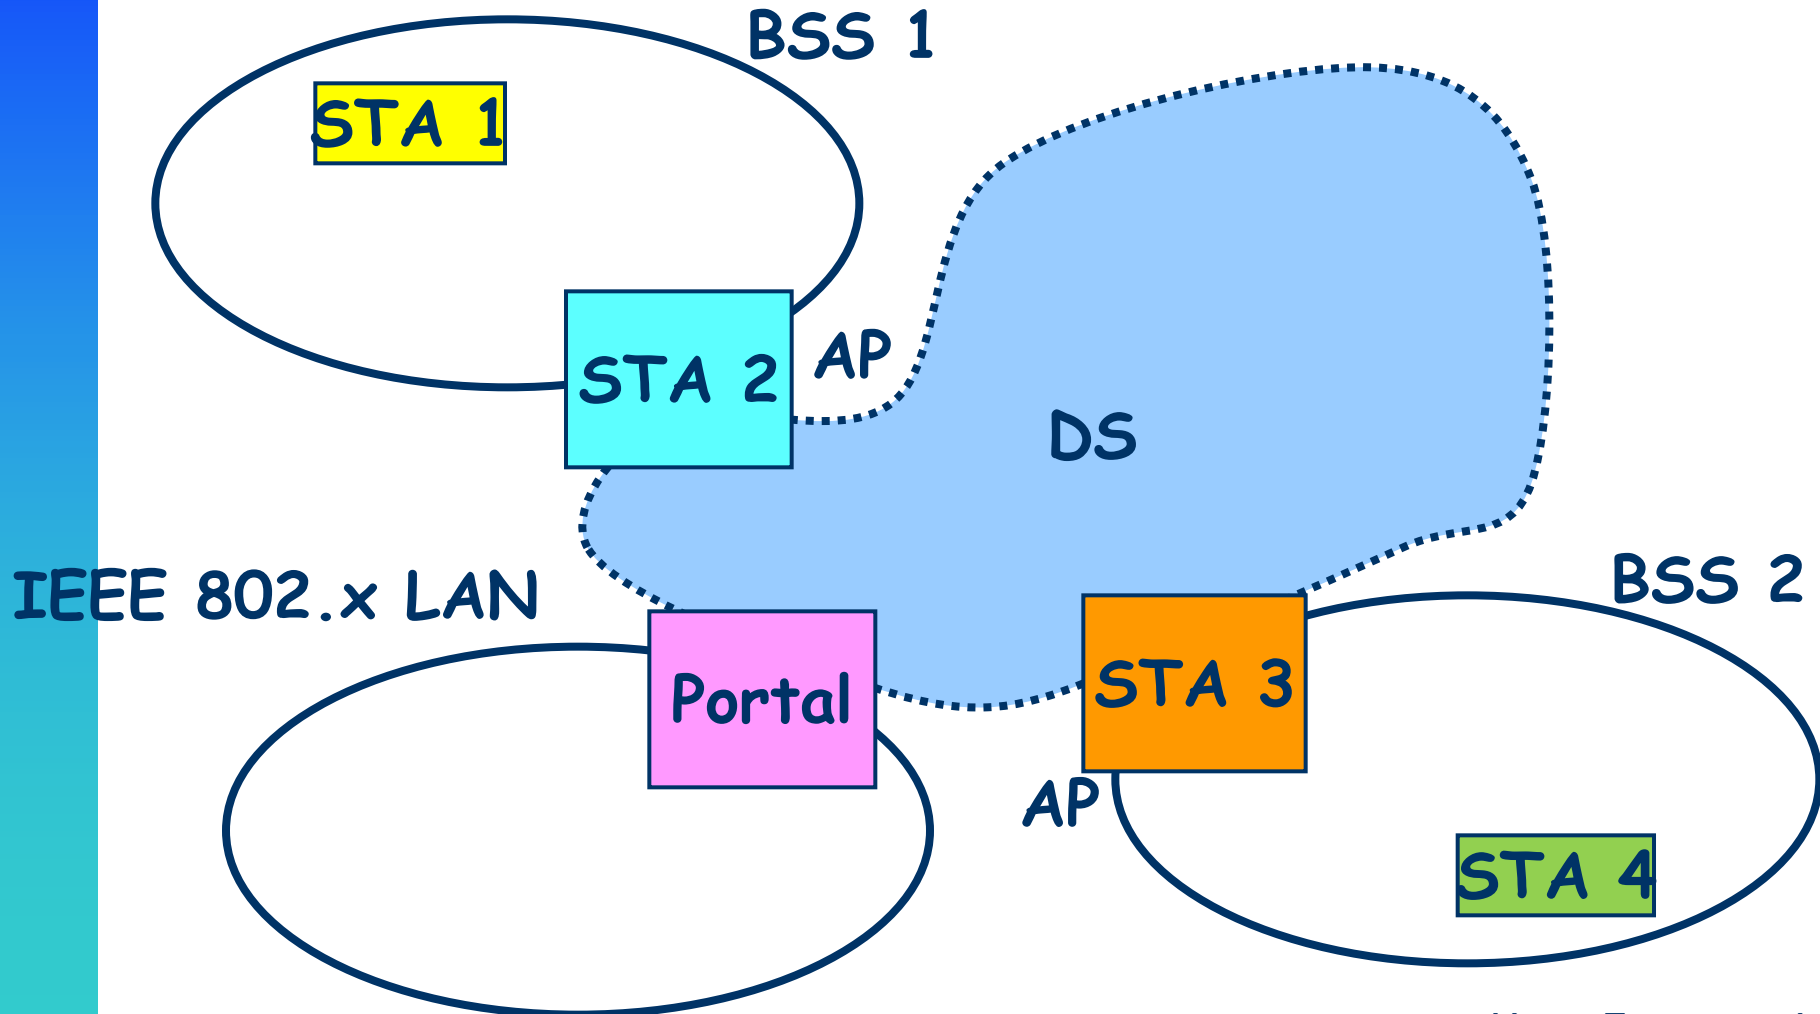 BSS 1
STA 1
STA 2
AP
DS
IEEE 802.x LAN
BSS 2
Portal
STA 3
AP
STA 4